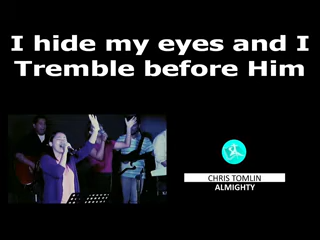 I hide my eyes and I
Tremble before Him
CHRIS TOMLIN
ALMIGHTY